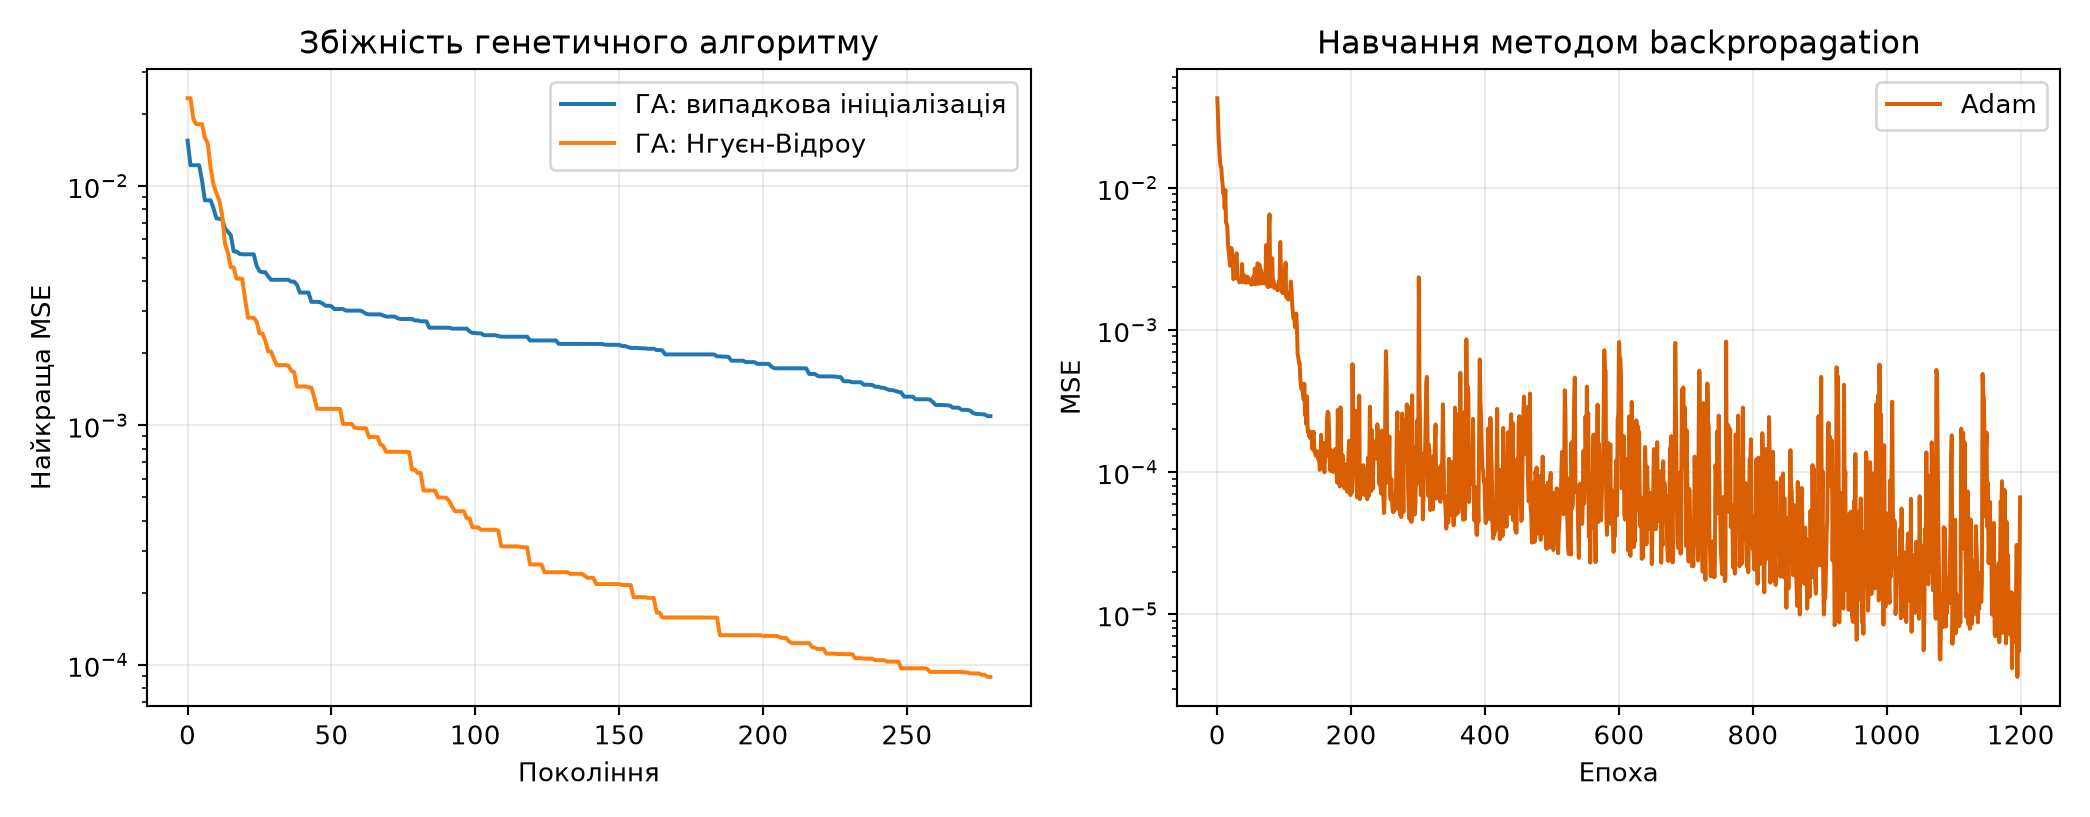 Збіжність генетичного алгоритму
ГА: випадкова ініціалізація
ГА: Нгуєн-Відроу
Найкраща MSE
10⁻²
10⁻³
10⁻⁴
0 50 100 150 200 250
Покоління
Навчання методом backpropagation
Adam
MSE
10⁻²
10⁻³
10⁻⁴
10⁻⁵
0 200 400 600 800 1000 1200
Епоха